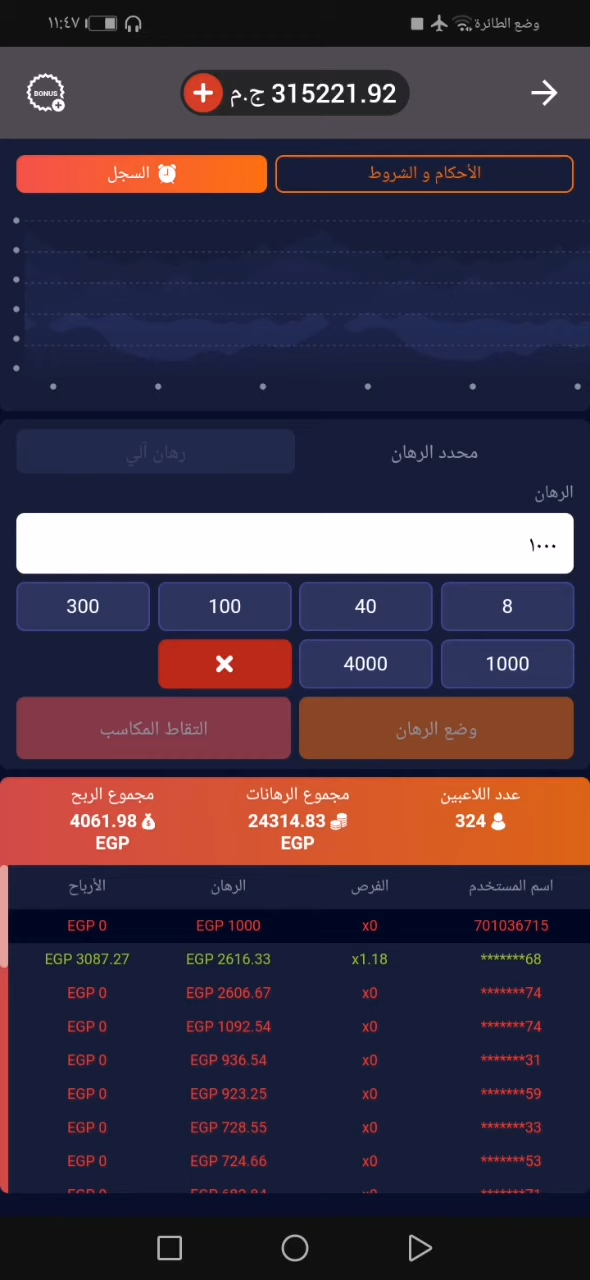 وضع الطائرة ١١:٤٧
BONUS
315221.92 ج.م
الأحكام و الشروط
السجل
محدد الرهان
رهان آلي
الرهان
١٠٠٠
8 40 100 300
1000 4000
وضع الرهان
التقاط المكاسب
عدد اللاعبين مجموع الرهانات مجموع الربح
324 24314.83 4061.98
EGP EGP
اسم المستخدم الفرص الرهان الأرباح
701036715 x0 EGP 1000 EGP 0
*******68 x1.18 EGP 2616.33 EGP 3087.27
*******74 x0 EGP 2606.67 EGP 0
*******74 x0 EGP 1092.54 EGP 0
*******31 x0 EGP 936.54 EGP 0
*******59 x0 EGP 923.25 EGP 0
*******33 x0 EGP 728.55 EGP 0
*******53 x0 EGP 724.66 EGP 0